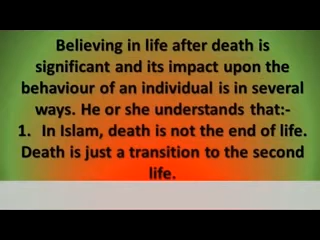 Believing in life after death is
significant and its impact upon the
behaviour of an individual is in several
ways. He or she understands that:-
1. In Islam, death is not the end of life.
Death is just a transition to the second
life.